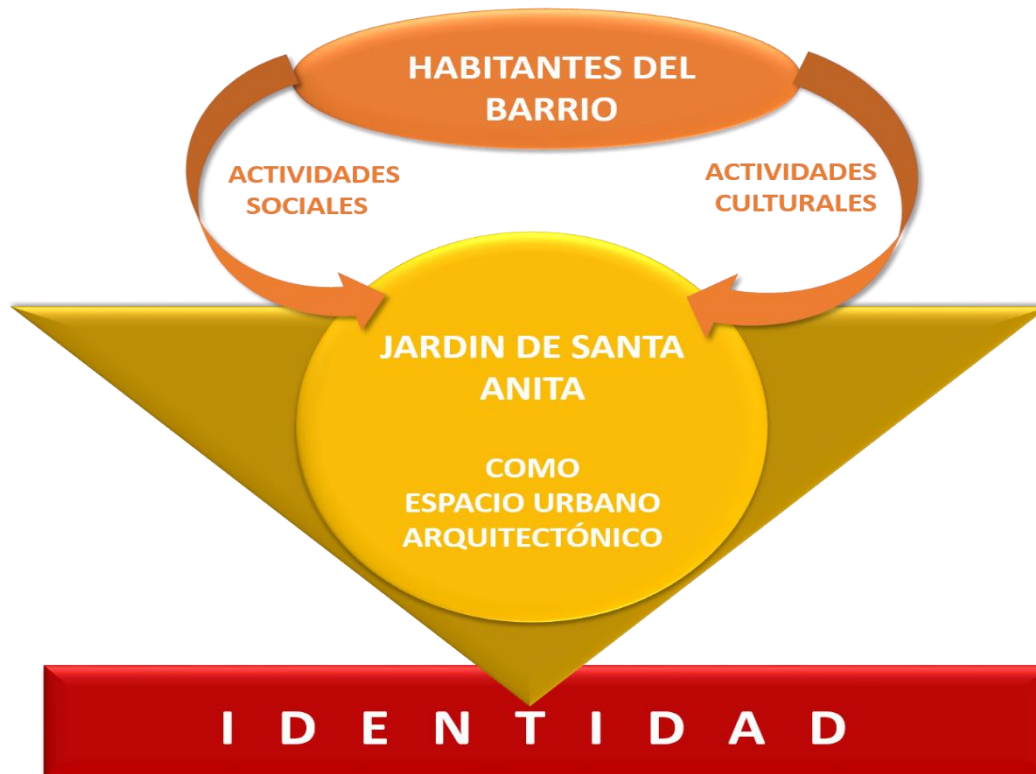 HABITANTES DEL
BARRIO
ACTIVIDADES
SOCIALES
ACTIVIDADES
CULTURALES
JARDIN DE SANTA
ANITA
COMO
ESPACIO URBANO
ARQUITECTÓNICO
I D E N T I D A D